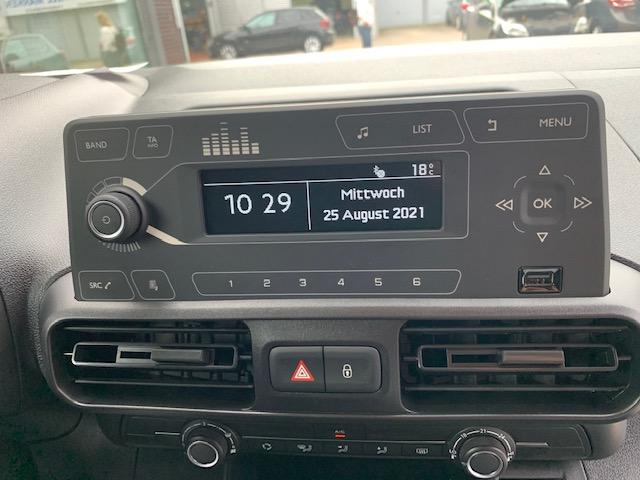 BAND
TA
INFO
LIST
MENU
18°C
10 29
Mittwoch
25 August 2021
OK
SRC
1 2 3 4 5 6
A/C